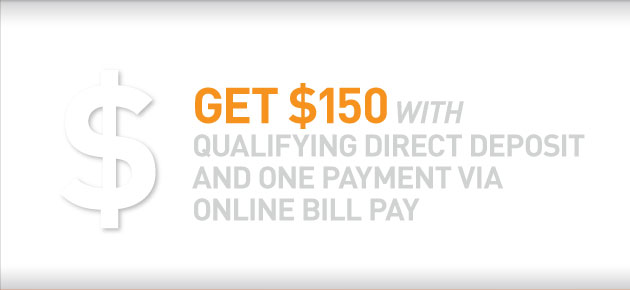 $
GET $150 WITH
QUALIFYING DIRECT DEPOSIT
AND ONE PAYMENT VIA
ONLINE BILL PAY